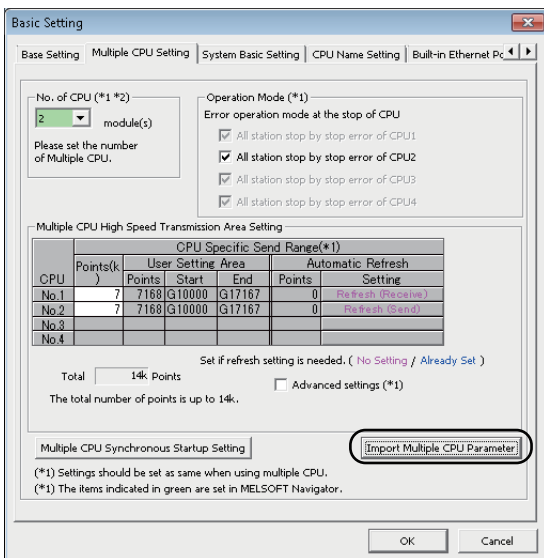 Basic Setting
Base Setting Multiple CPU Setting System Basic Setting CPU Name Setting Built-in Ethernet Pc
No. of CPU (*1 *2)
2 module(s)
Please set the number
of Multiple CPU.
Operation Mode (*1)
Error operation mode at the stop of CPU
All station stop by stop error of CPU1
All station stop by stop error of CPU2
All station stop by stop error of CPU3
All station stop by stop error of CPU4
Multiple CPU High Speed Transmission Area Setting
CPU Specific Send Range(*1)
CPU Points(k) User Setting Area Automatic Refresh
Points Start End Points Setting
No.1 7 7168 G10000 G17167 0 Refresh (Receive)
No.2 7 7168 G10000 G17167 0 Refresh (Send)
No.3
No.4
Set if refresh setting is needed. ( No Setting / Already Set )
Total 14k Points
Advanced settings (*1)
The total number of points is up to 14k.
Multiple CPU Synchronous Startup Setting
Import Multiple CPU Parameter
(*1) Settings should be set as same when using multiple CPU.
(*1) The items indicated in green are set in MELSOFT Navigator.
OK Cancel